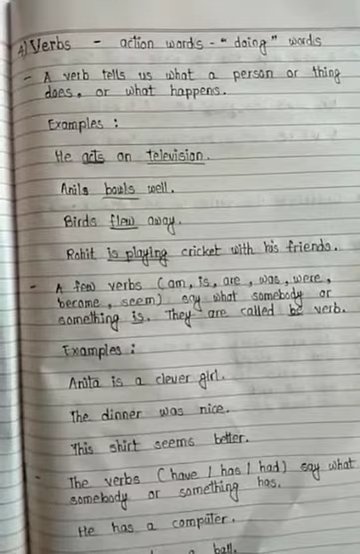 4) Verbs - action words - "doing" words
- A verb tells us what a person or thing
does, or what happens.
Examples :
He acts on television.
Anila bowls well.
Birds flew away.
Rohit is playing cricket with his friends.
- A few verbs (am, is, are, was, were,
become, seem) say what somebody or
something is. They are called be verb.
Examples :
Anita is a clever girl.
The dinner was nice.
This shirt seems better.
- The verbs (have / has / had) say what
somebody or something has.
He has a computer.
a ball.